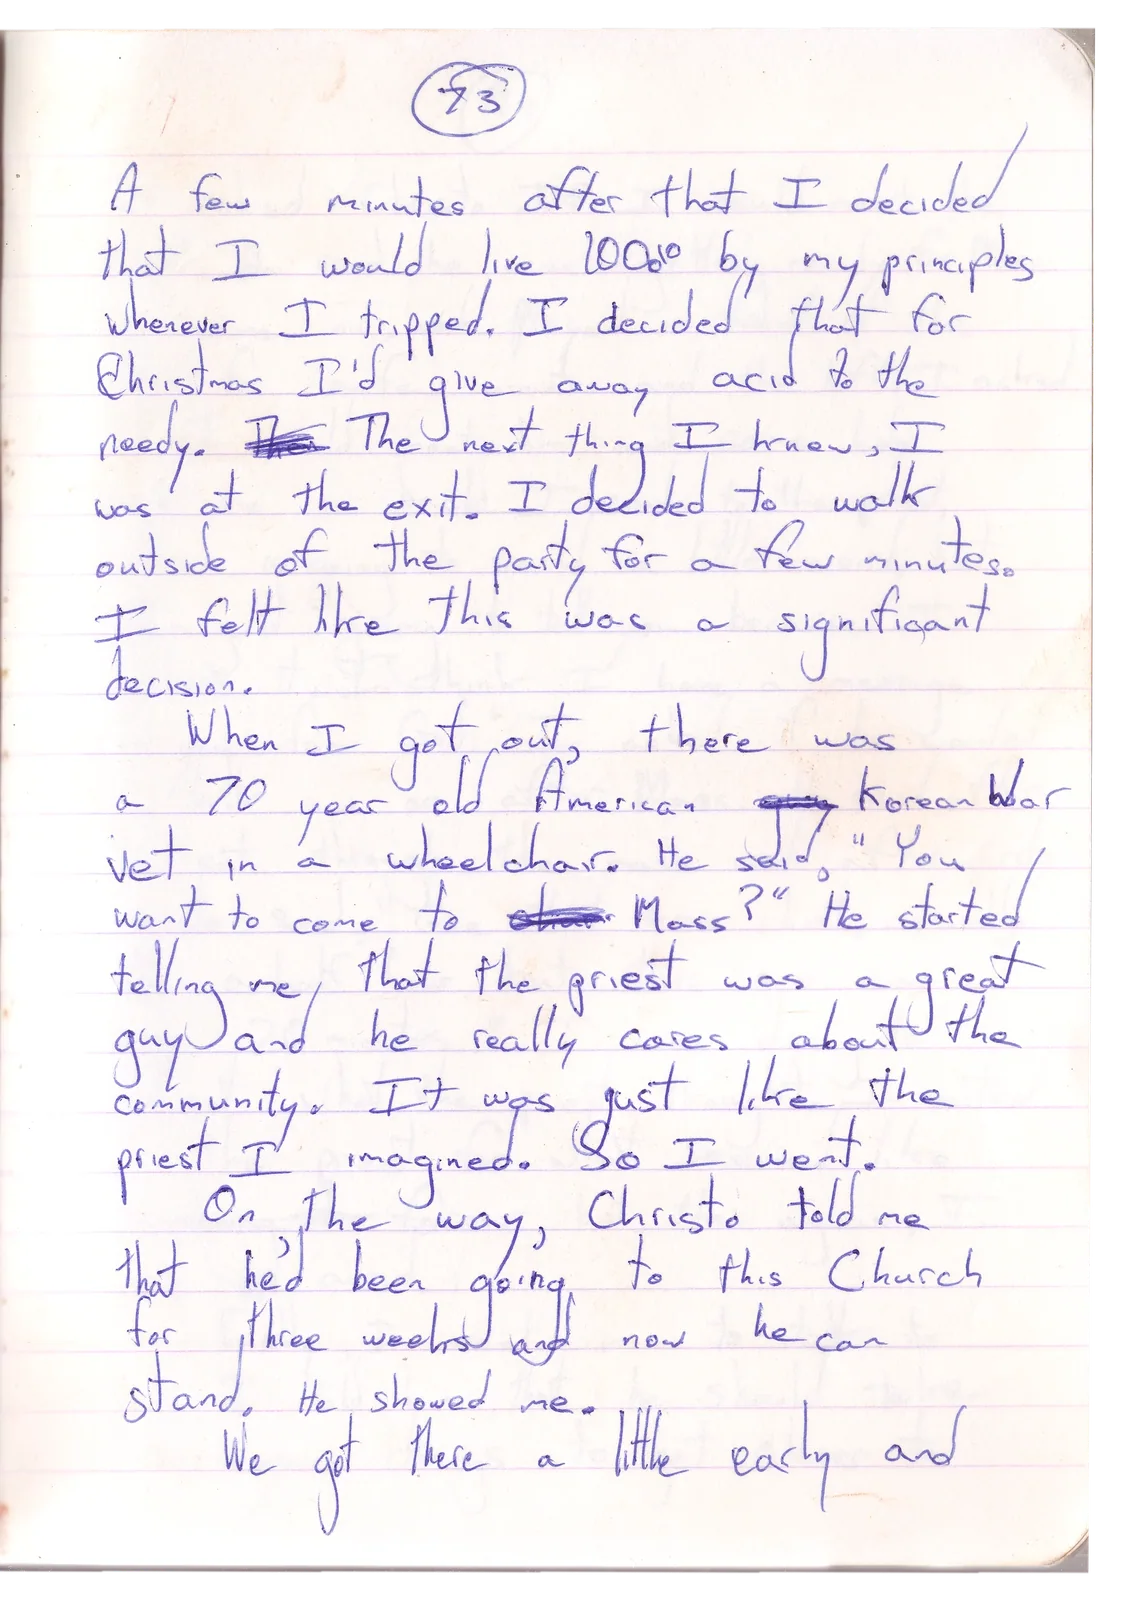 73
A few minutes after that I decided
that I would live 100% by my principles
whenever I tripped. I decided that for
Christmas I'd give away acid to the
needy. The next thing I knew, I
was at the exit. I decided to walk
outside of the party for a few minutes.
I felt like this was a significant
decision.
When I got out, there was
a 70 year old American Korean War
vet in a wheelchair. He said, "You
want to come to Mass?" He started
telling me, that the priest was a great
guy and he really cares about the
community. It was just like the
priest I imagined. So I went.
On the way, Christo told me
that he'd been going to this Church
for three weeks and now he can
stand. He showed me.
We got there a little early and